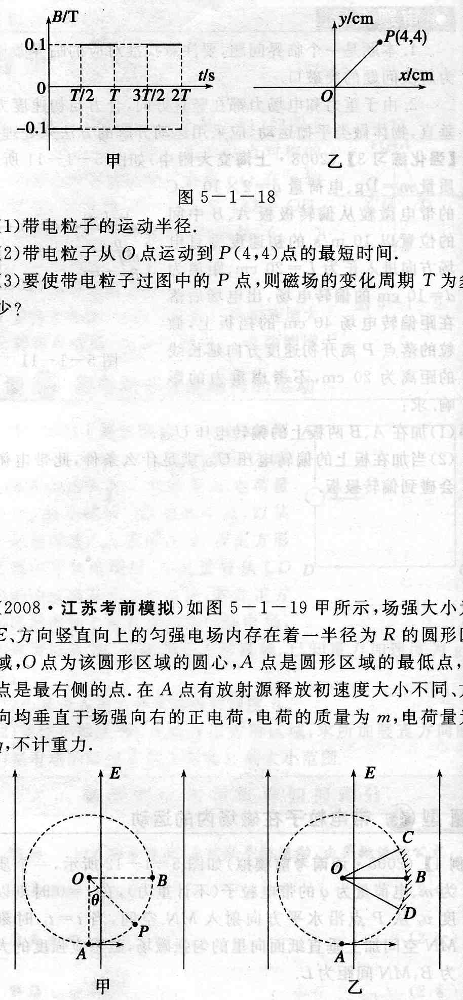 B/T
0.1
0
-0.1
T/2 T 3T/2 2T
t/s
甲
y/cm
P(4,4)
x/cm
O
乙
图 5-1-18
(1)带电粒子的运动半径.
(2)带电粒子从 O 点运动到 P(4,4)点的最短时间.
(3)要使带电粒子过图中的 P 点,则磁场的变化周期 T 为多
少?
(2008·江苏考前模拟)如图 5-1-19 甲所示,场强大小为
E、方向竖直向上的匀强电场内存在着一半径为 R 的圆形区
域,O 点为该圆形区域的圆心,A 点是圆形区域的最低点,
点是最右侧的点.在 A 点有放射源释放初速度大小不同、方
向均垂直于场强向右的正电荷,电荷的质量为 m,电荷量为
q,不计重力.
E
O
B
θ
P
A
甲
E
C
O
B
D
A
乙